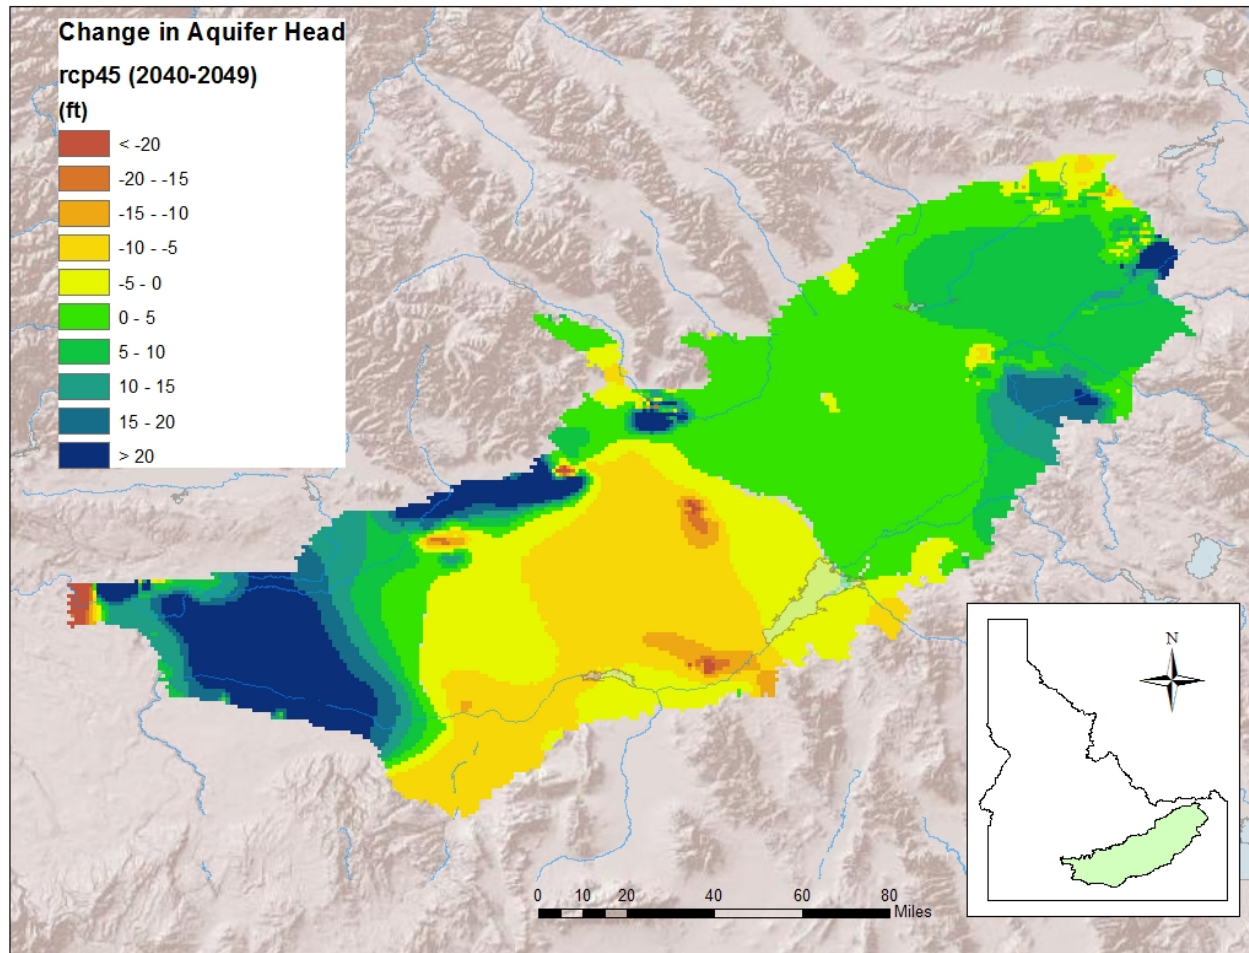 Change in Aquifer Head
rcp45 (2040-2049)
(ft)
< -20
-20 - -15
-15 - -10
-10 - -5
-5 - 0
0 - 5
5 - 10
10 - 15
15 - 20
> 20
N
0 10 20 40 60 80
Miles